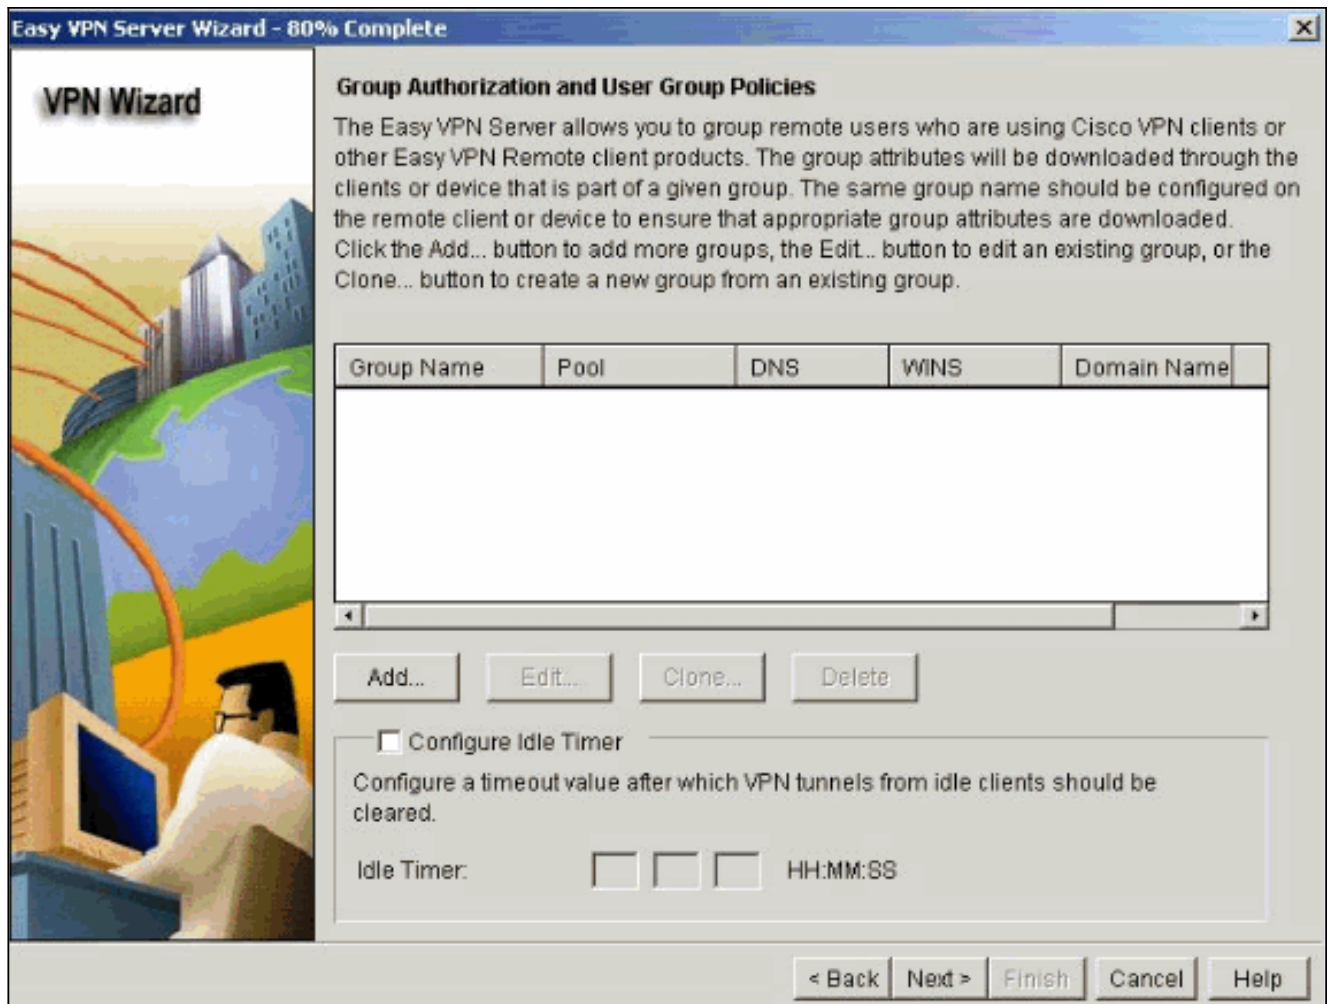 Easy VPN Server Wizard - 80% Complete
VPN Wizard
Group Authorization and User Group Policies
The Easy VPN Server allows you to group remote users who are using Cisco VPN clients or
other Easy VPN Remote client products. The group attributes will be downloaded through the
clients or device that is part of a given group. The same group name should be configured on
the remote client or device to ensure that appropriate group attributes are downloaded.
Click the Add... button to add more groups, the Edit... button to edit an existing group, or the
Clone... button to create a new group from an existing group.
Group Name Pool DNS WINS Domain Name
Add... Edit... Clone... Delete
Configure Idle Timer
Configure a timeout value after which VPN tunnels from idle clients should be
cleared.
Idle Timer: HH:MM:SS
< Back Next > Finish Cancel Help